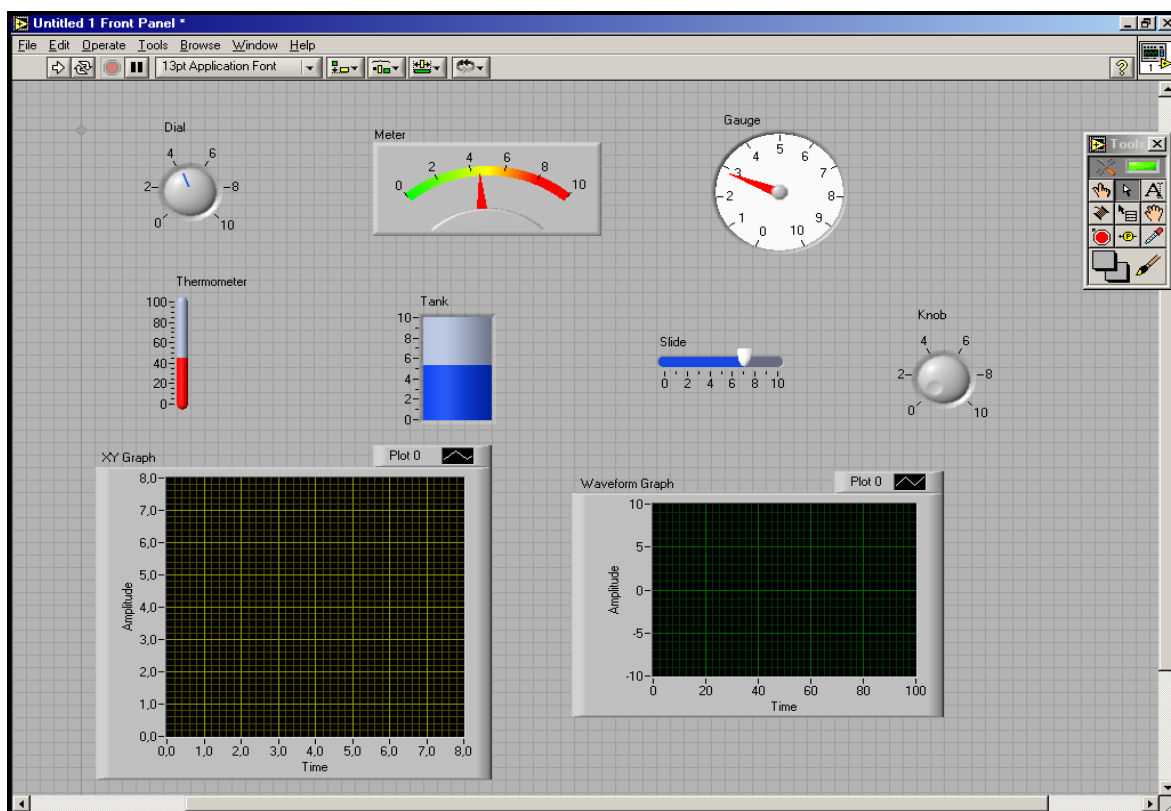 Untitled 1 Front Panel *
File Edit Operate Tools Browse Window Help
13pt Application Font
1
Tools
Dial
0 2 4 6 8 10
Meter
0 2 4 6 8 10
Gauge
0 1 2 3 4 5 6 7 8 9 10
Thermometer
100
80
60
40
20
0
Tank
10
8
6
4
2
0
Slide
0 2 4 6 8 10
Knob
0 2 4 6 8 10
XY Graph
Plot 0
8,0
7,0
6,0
5,0
4,0
3,0
2,0
1,0
0,0
Amplitude
0,0 1,0 2,0 3,0 4,0 5,0 6,0 7,0 8,0
Time
Waveform Graph
Plot 0
10
5
0
-5
-10
Amplitude
0 20 40 60 80 100
Time